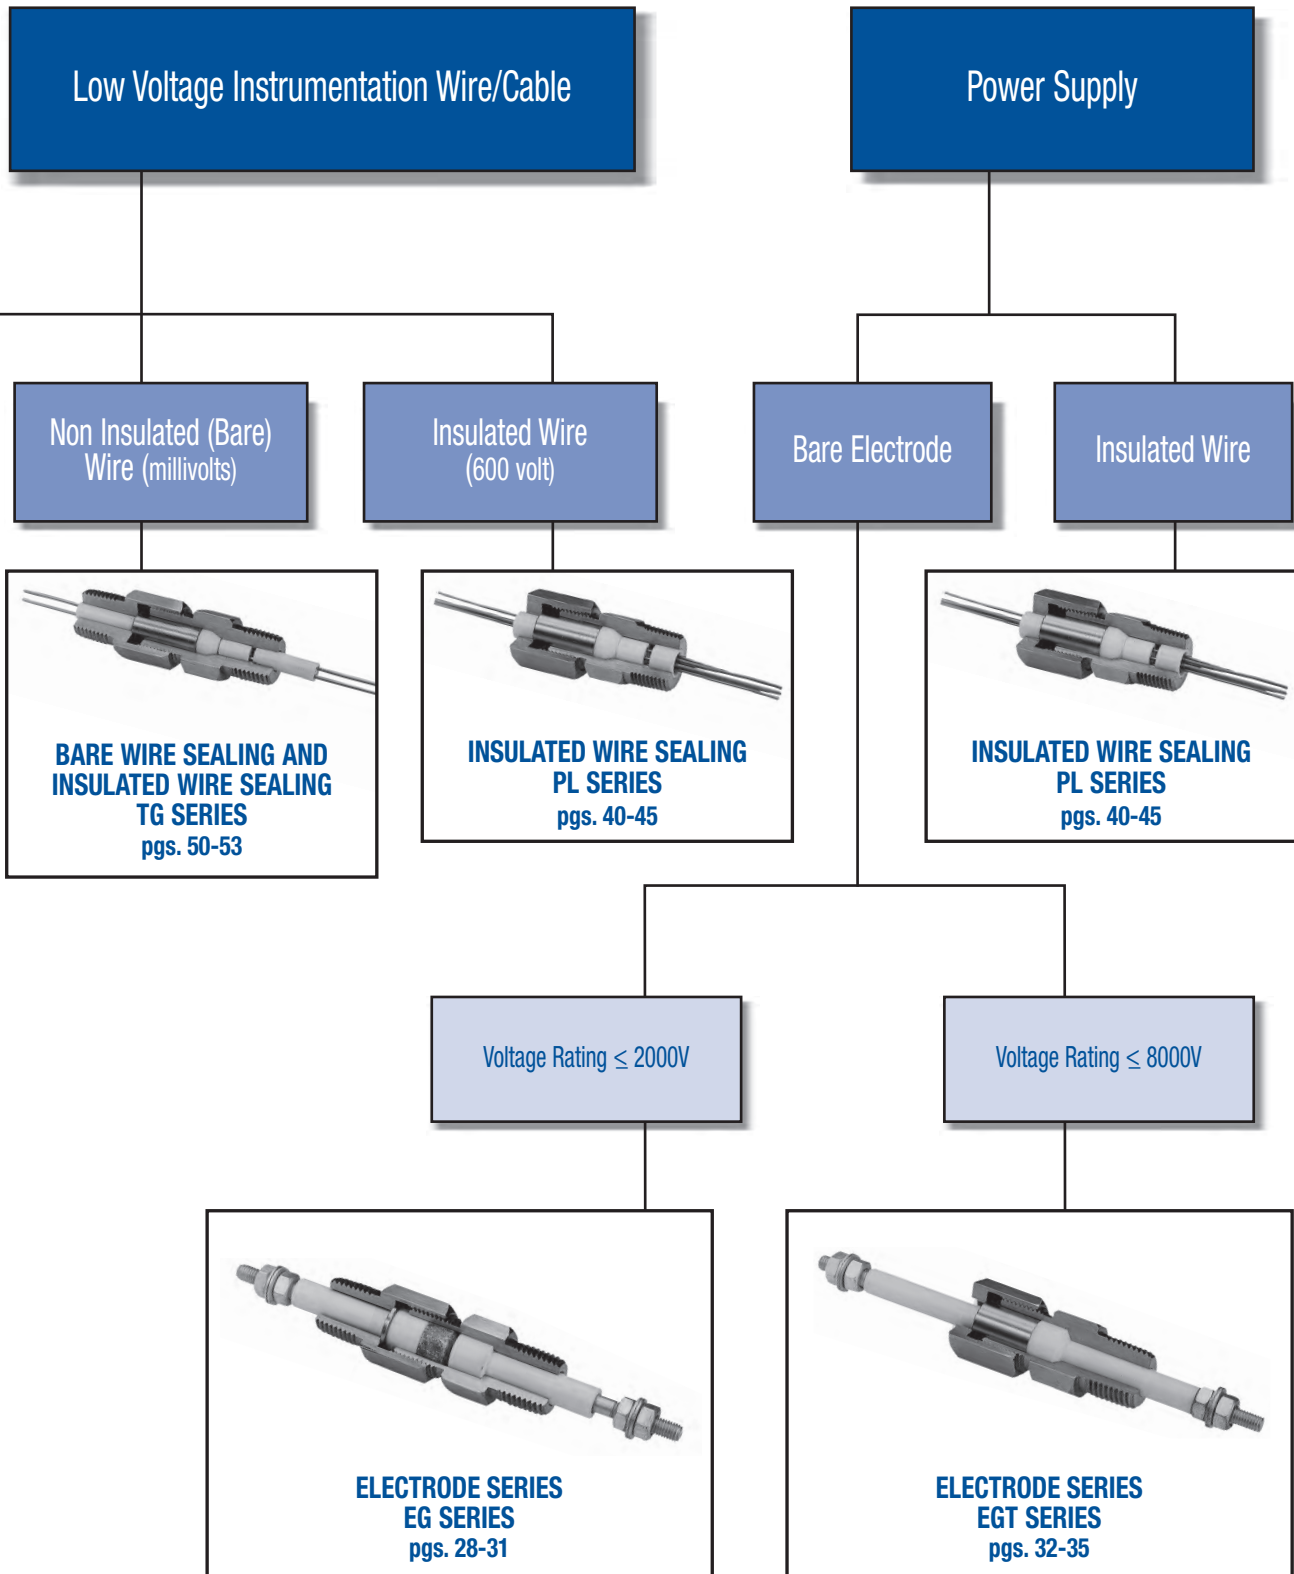 Low Voltage Instrumentation Wire/Cable
Power Supply
Non Insulated (Bare)
Wire (millivolts)
Insulated Wire
(600 volt)
Bare Electrode
Insulated Wire
BARE WIRE SEALING AND
INSULATED WIRE SEALING
TG SERIES
pgs. 50-53
INSULATED WIRE SEALING
PL SERIES
pgs. 40-45
INSULATED WIRE SEALING
PL SERIES
pgs. 40-45
Voltage Rating ≤ 2000V
Voltage Rating ≤ 8000V
ELECTRODE SERIES
EG SERIES
pgs. 28-31
ELECTRODE SERIES
EGT SERIES
pgs. 32-35